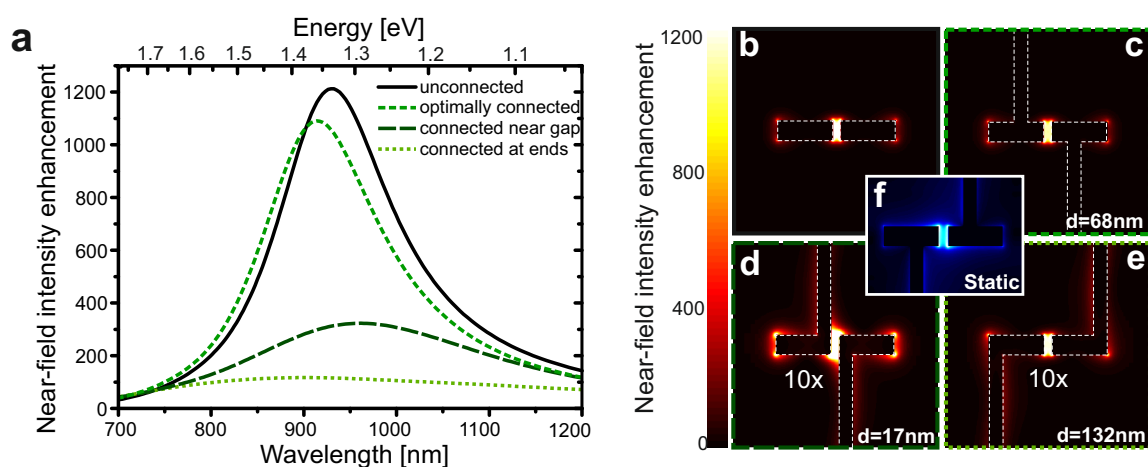 a
Energy [eV]
1.7 1.6 1.5 1.4 1.3 1.2 1.1
Near-field intensity enhancement
1200
1000
800
600
400
200
0
unconnected
optimally connected
connected near gap
connected at ends
700 800 900 1000 1100 1200
Wavelength [nm]
Near-field intensity enhancement
1200
800
400
0
b
c
d=68nm
f
Static
d
10x
d=17nm
e
10x
d=132nm